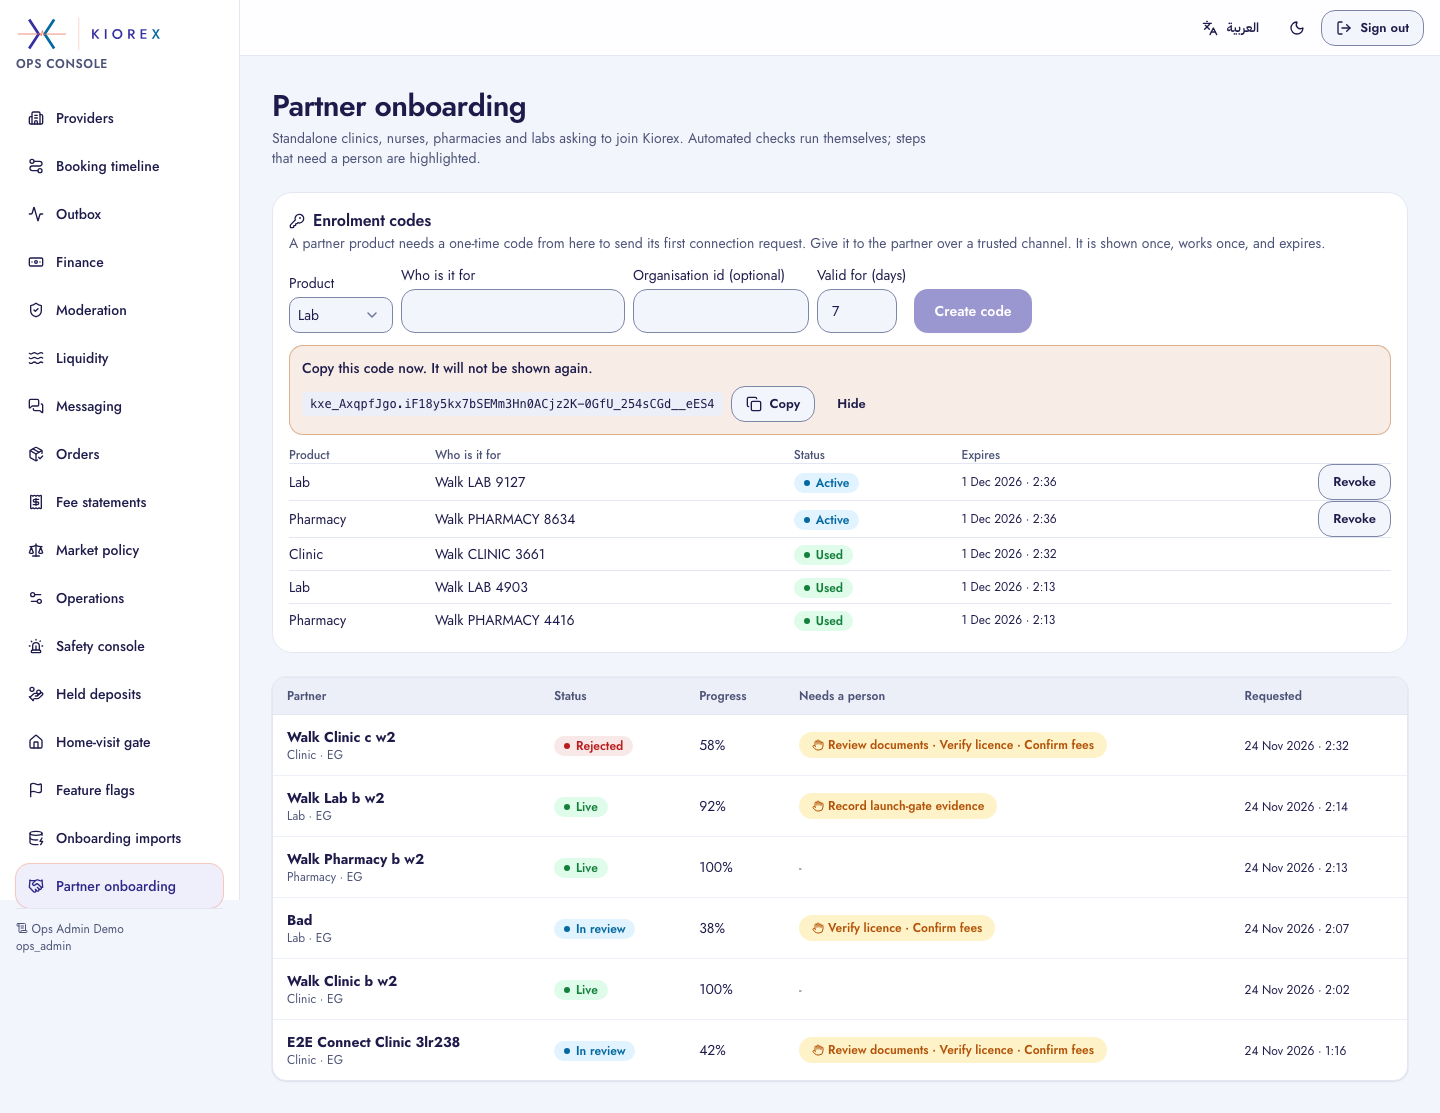 KIOREX
OPS CONSOLE
العربية
Sign out
Providers
Booking timeline
Outbox
Finance
Moderation
Liquidity
Messaging
Orders
Fee statements
Market policy
Operations
Safety console
Held deposits
Home-visit gate
Feature flags
Onboarding imports
Partner onboarding
Ops Admin Demo
ops_admin
Partner onboarding
Standalone clinics, nurses, pharmacies and labs asking to join Kiorex. Automated checks run themselves; steps
that need a person are highlighted.
Enrolment codes
A partner product needs a one-time code from here to send its first connection request. Give it to the partner over a trusted channel. It is shown once, works once, and expires.
Product Who is it for Organisation id (optional) Valid for (days)
Lab 7 Create code
Copy this code now. It will not be shown again.
kxe_AxqpfJgo.iF18y5kx7bSEMm3Hn0ACjz2K-0GfU_254sCGd__eES4 Copy Hide
Product Who is it for Status Expires
Lab Walk LAB 9127 Active 1 Dec 2026 · 2:36 Revoke
Pharmacy Walk PHARMACY 8634 Active 1 Dec 2026 · 2:36 Revoke
Clinic Walk CLINIC 3661 Used 1 Dec 2026 · 2:32
Lab Walk LAB 4903 Used 1 Dec 2026 · 2:13
Pharmacy Walk PHARMACY 4416 Used 1 Dec 2026 · 2:13
Partner Status Progress Needs a person Requested
Walk Clinic c w2
Clinic · EG Rejected 58% Review documents · Verify licence · Confirm fees 24 Nov 2026 · 2:32
Walk Lab b w2
Lab · EG Live 92% Record launch-gate evidence 24 Nov 2026 · 2:14
Walk Pharmacy b w2
Pharmacy · EG Live 100% - 24 Nov 2026 · 2:13
Bad
Lab · EG In review 38% Verify licence · Confirm fees 24 Nov 2026 · 2:07
Walk Clinic b w2
Clinic · EG Live 100% - 24 Nov 2026 · 2:02
E2E Connect Clinic 3lr238
Clinic · EG In review 42% Review documents · Verify licence · Confirm fees 24 Nov 2026 · 1:16